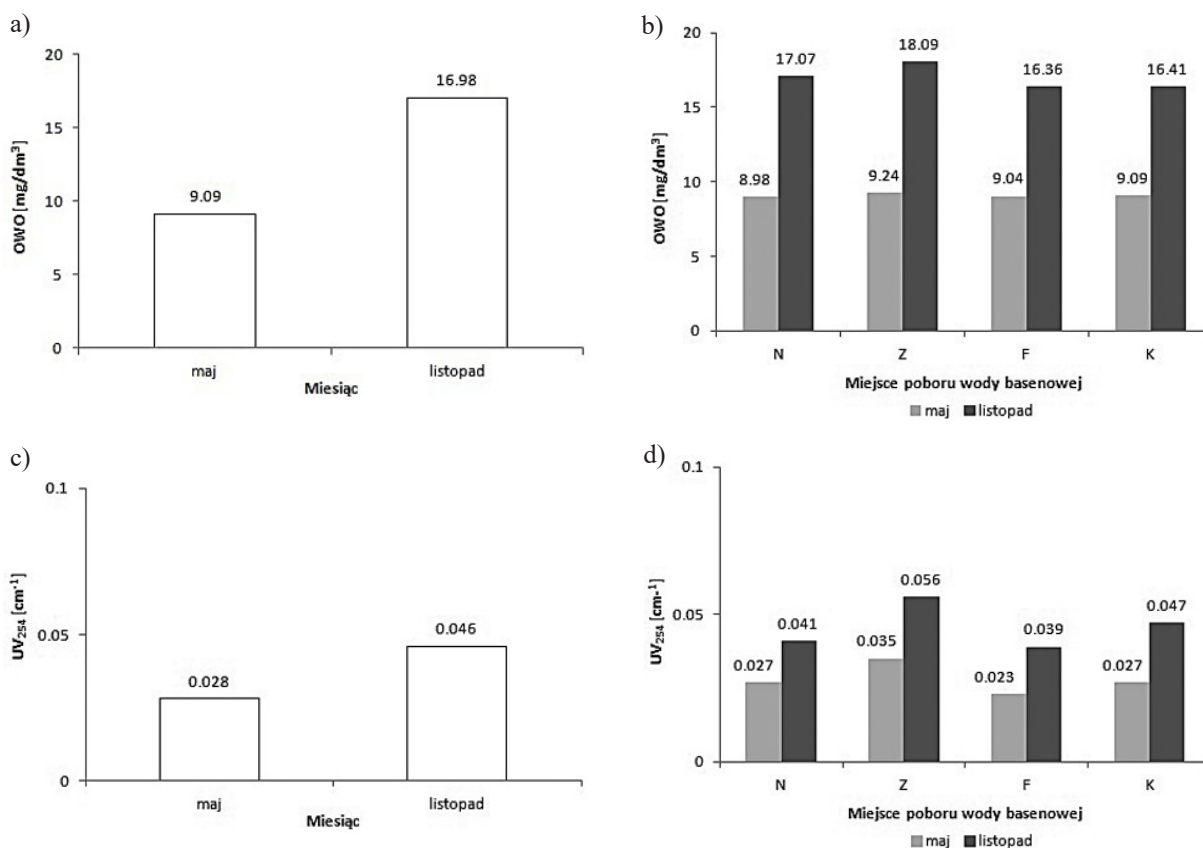 a)
20
15
10
5
0
OWO [mg/dm³]
9.09
16.98
maj
listopad
Miesiąc
b)
20
15
10
5
0
OWO [mg/dm³]
8.98
17.07
9.24
18.09
9.04
16.36
9.09
16.41
N
Z
F
K
Miejsce poboru wody basenowej
maj
listopad
c)
0.1
0.05
0
UV₂₅₄ [cm⁻¹]
0.028
0.046
maj
listopad
Miesiąc
d)
0.1
0.05
0
UV₂₅₄ [cm-¹]
0.027
0.041
0.035
0.056
0.023
0.039
0.027
0.047
N
Z
F
K
Miejsce poboru wody basenowej
maj
listopad